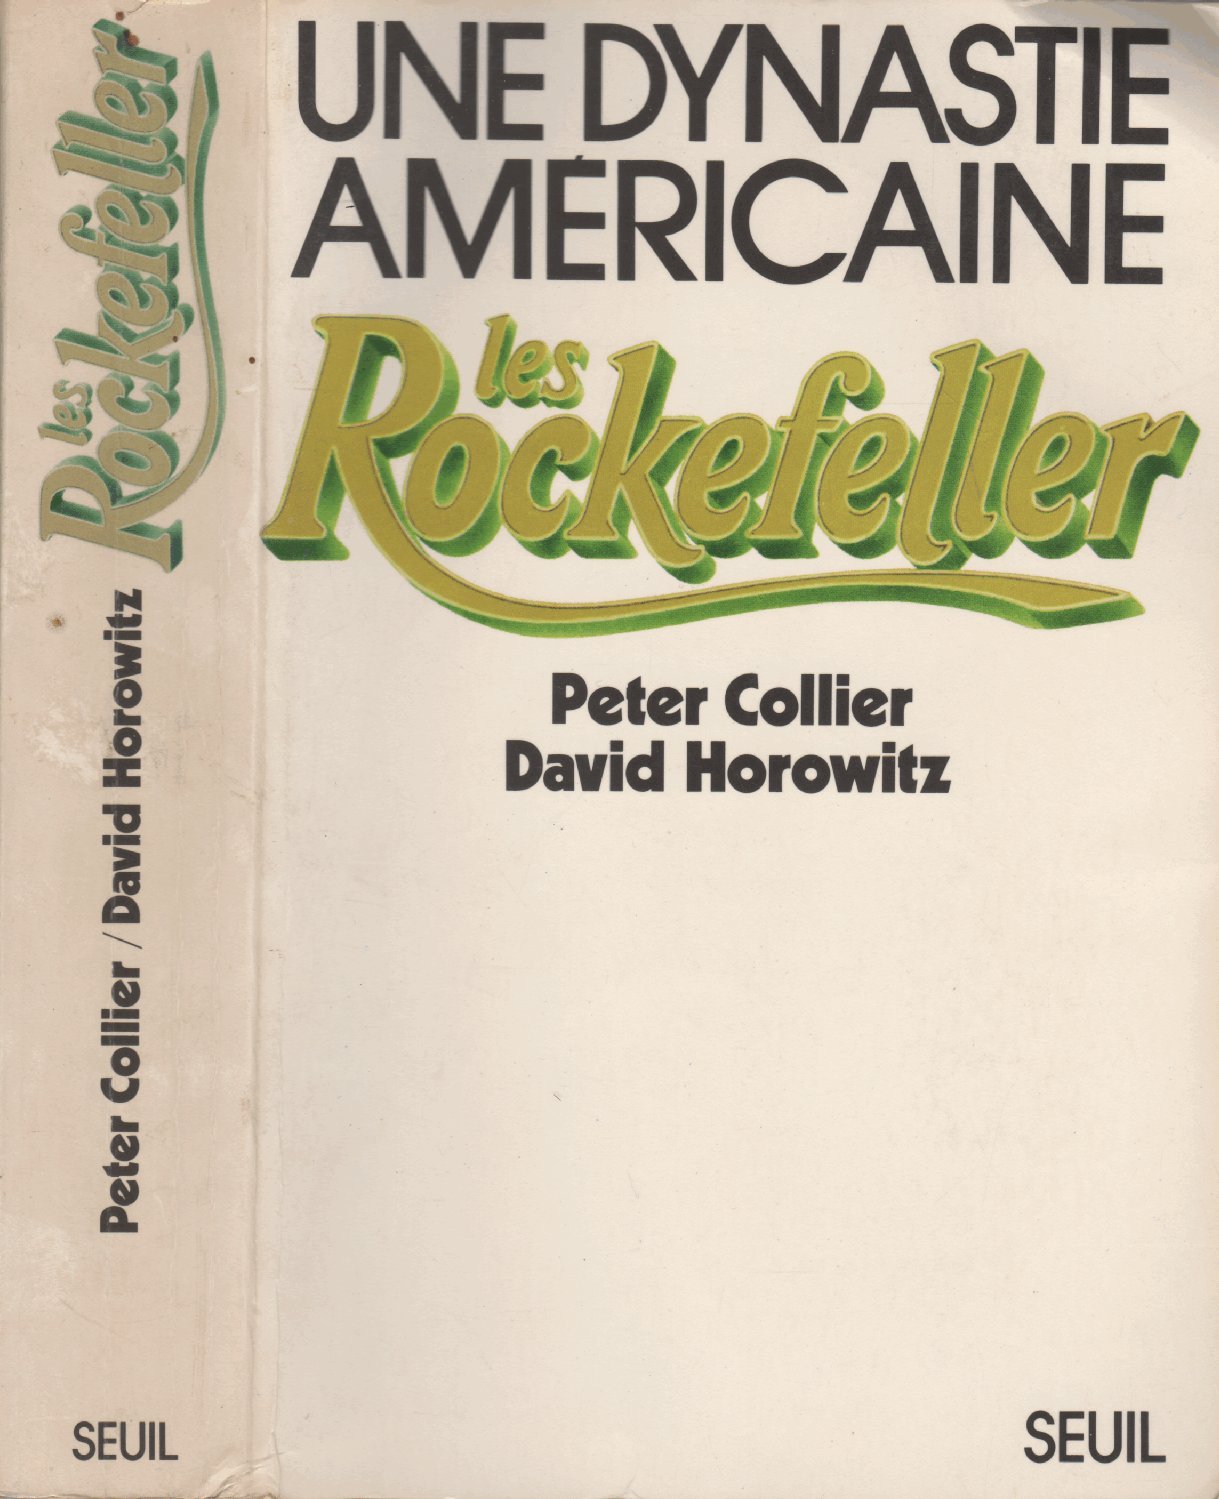 les
Rockefeller
Peter Collier / David Horowitz
SEUIL
UNE DYNASTIE
AMÉRICAINE
les
Rockefeller
Peter Collier
David Horowitz
SEUIL